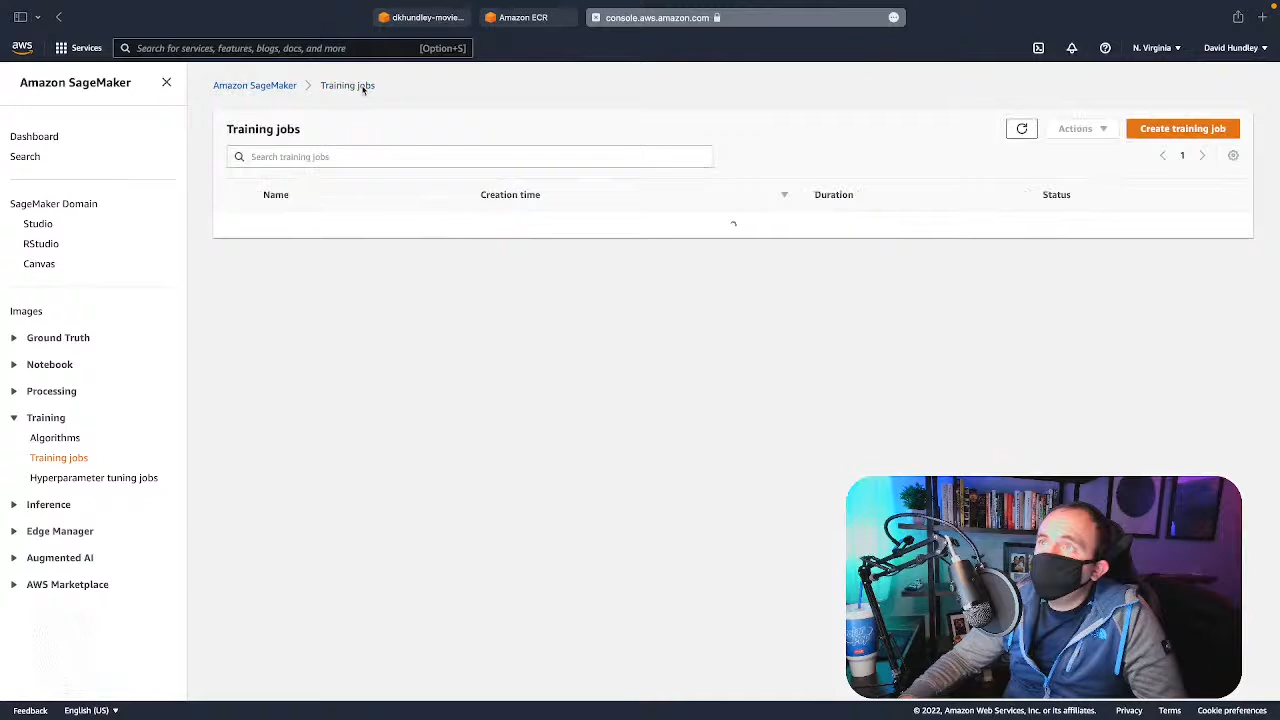 dkhundley-movie...
Amazon ECR
console.aws.amazon.com
aws
Services
Search for services, features, blogs, docs, and more
[Option+S]
N. Virginia
David Hundley
Amazon SageMaker
Amazon SageMaker
Training jobs
Training jobs
Actions
Create training job
Search training jobs
1
Name
Creation time
Duration
Status
Dashboard
Search
SageMaker Domain
Studio
RStudio
Canvas
Images
Ground Truth
Notebook
Processing
Training
Algorithms
Training jobs
Hyperparameter tuning jobs
Inference
Edge Manager
Augmented AI
AWS Marketplace
Feedback
English (US)
© 2022, Amazon Web Services, Inc. or its affiliates.
Privacy
Terms
Cookie preferences